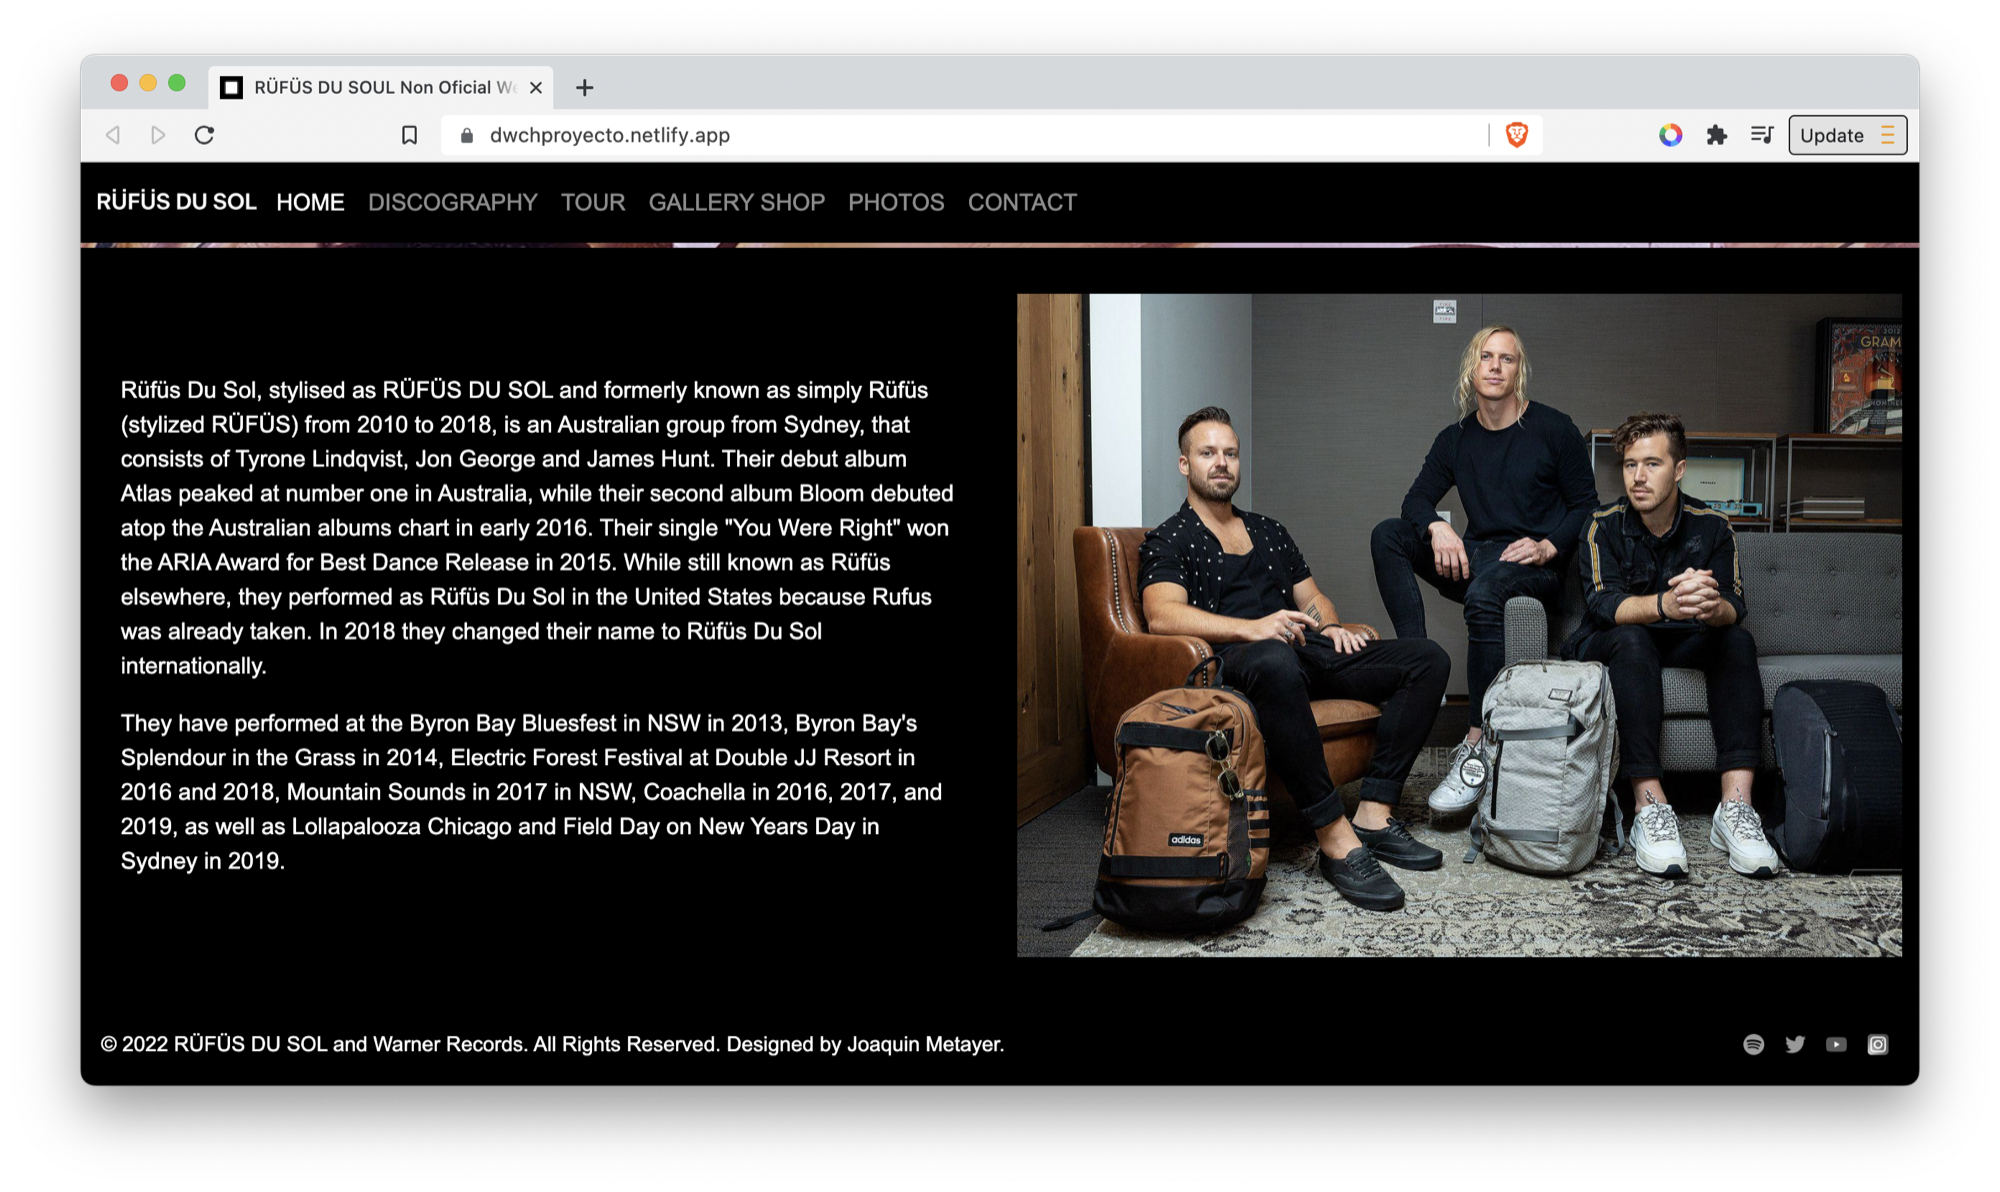 RÜFÜS DU SOUL Non Oficial We
dwchproyecto.netlify.app
Update
RÜFÜS DU SOL HOME DISCOGRAPHY TOUR GALLERY SHOP PHOTOS CONTACT
Rüfüs Du Sol, stylised as RÜFÜS DU SOL and formerly known as simply Rüfüs
(stylized RÜFÜS) from 2010 to 2018, is an Australian group from Sydney, that
consists of Tyrone Lindqvist, Jon George and James Hunt. Their debut album
Atlas peaked at number one in Australia, while their second album Bloom debuted
atop the Australian albums chart in early 2016. Their single "You Were Right" won
the ARIA Award for Best Dance Release in 2015. While still known as Rüfüs
elsewhere, they performed as Rüfüs Du Sol in the United States because Rufus
was already taken. In 2018 they changed their name to Rüfüs Du Sol
internationally.
They have performed at the Byron Bay Bluesfest in NSW in 2013, Byron Bay's
Splendour in the Grass in 2014, Electric Forest Festival at Double JJ Resort in
2016 and 2018, Mountain Sounds in 2017 in NSW, Coachella in 2016, 2017, and
2019, as well as Lollapalooza Chicago and Field Day on New Years Day in
Sydney in 2019.
2012
GRAM
adidas
© 2022 RÜFÜS DU SOL and Warner Records. All Rights Reserved. Designed by Joaquin Metayer.